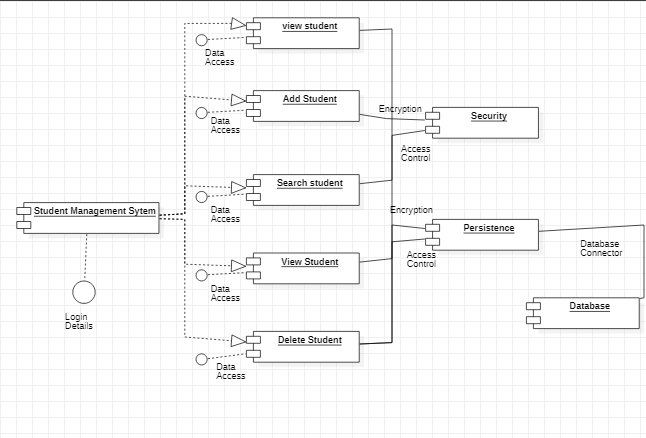 view student
Data
Access
Add Student
Data
Access
Encryption
Security
Access
Control
Search student
Data
Access
Student Management Sytem
Encryption
Persistence
Access
Control
Database
Connector
View Student
Data
Access
Login
Details
Database
Delete Student
Data
Access